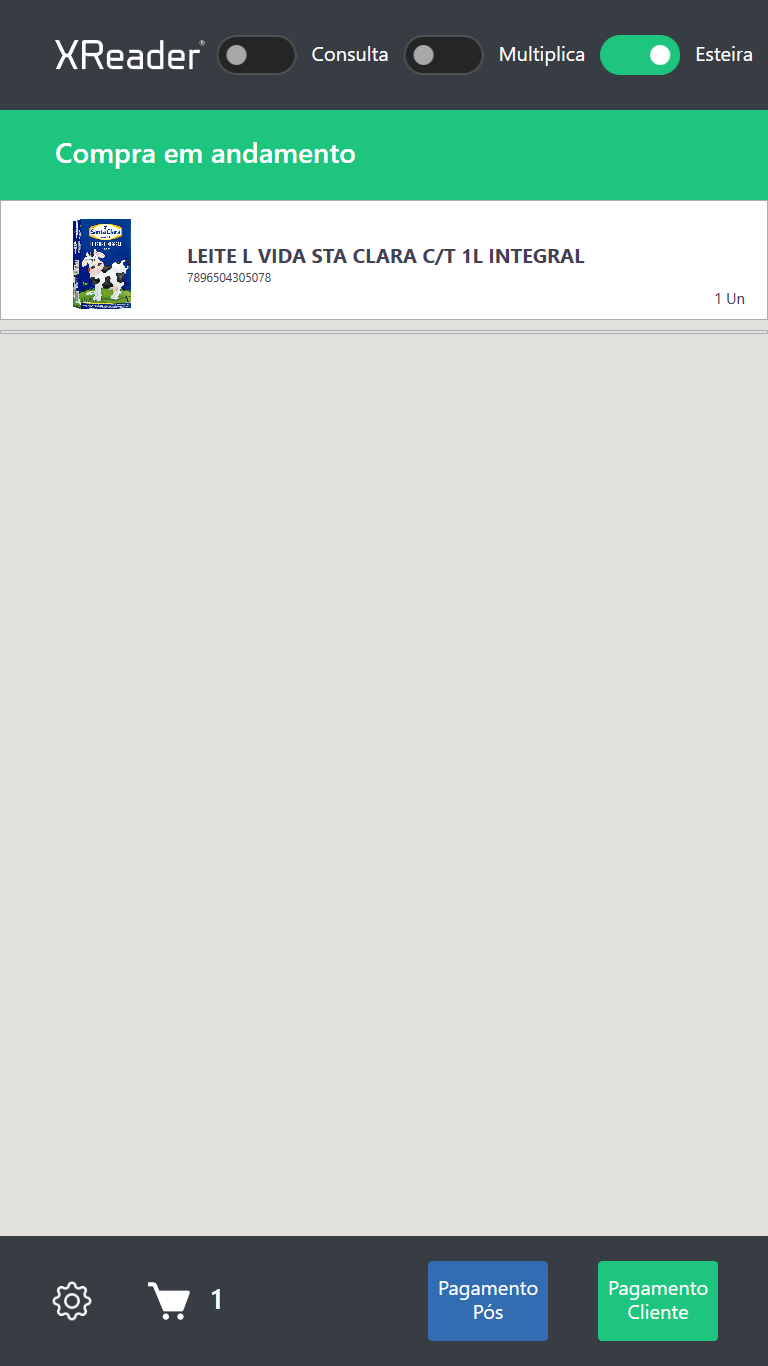 XReader®
Consulta
Multiplica
Esteira
Compra em andamento
Santa Clara
LEITE L VIDA STA CLARA C/T 1L INTEGRAL
7896504305078
1 Un
1
Pagamento
Pós
Pagamento
Cliente